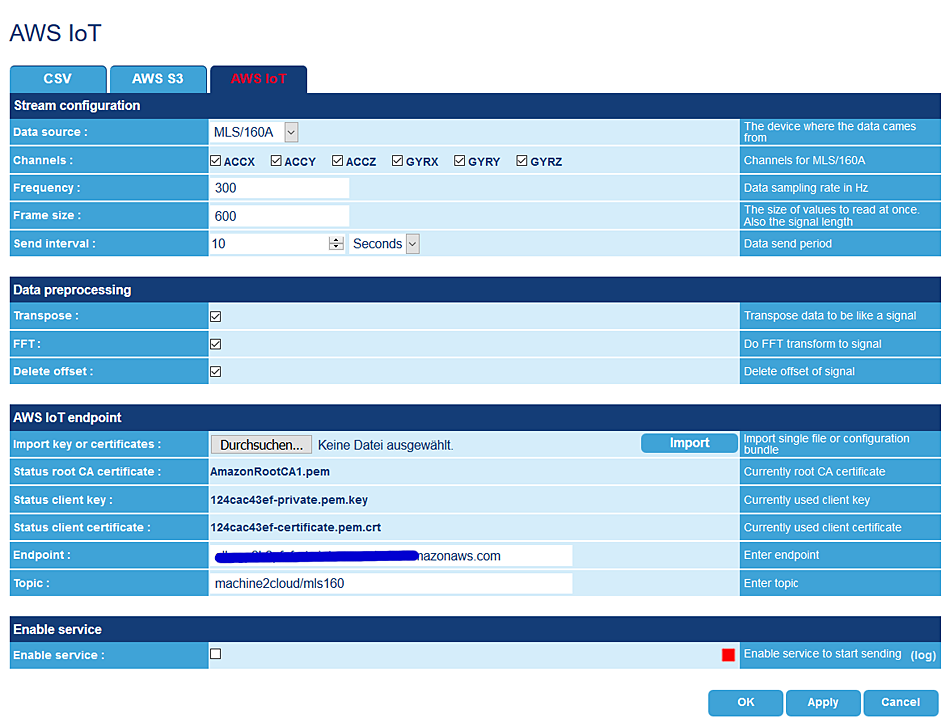 AWS IoT
CSV AWS S3 AWS IoT
Stream configuration
Data source : MLS/160A The device where the data cames
from
Channels : ACCX ACCY ACCZ GYRX GYRY GYRZ Channels for MLS/160A
Frequency : 300 Data sampling rate in Hz
Frame size : 600 The size of values to read at once.
Also the signal length
Send interval : 10 Seconds Data send period
Data preprocessing
Transpose : Transpose data to be like a signal
FFT : Do FFT transform to signal
Delete offset : Delete offset of signal
AWS IoT endpoint
Import key or certificates : Durchsuchen... Keine Datei ausgewählt. Import Import single file or configuration
bundle
Status root CA certificate : AmazonRootCA1.pem Currently root CA certificate
Status client key : 124cac43ef-private.pem.key Currently used client key
Status client certificate : 124cac43ef-certificate.pem.crt Currently used client certificate
Endpoint : mazonaws.com Enter endpoint
Topic : machine2cloud/mls160 Enter topic
Enable service
Enable service : Enable service to start sending (log)
OK Apply Cancel